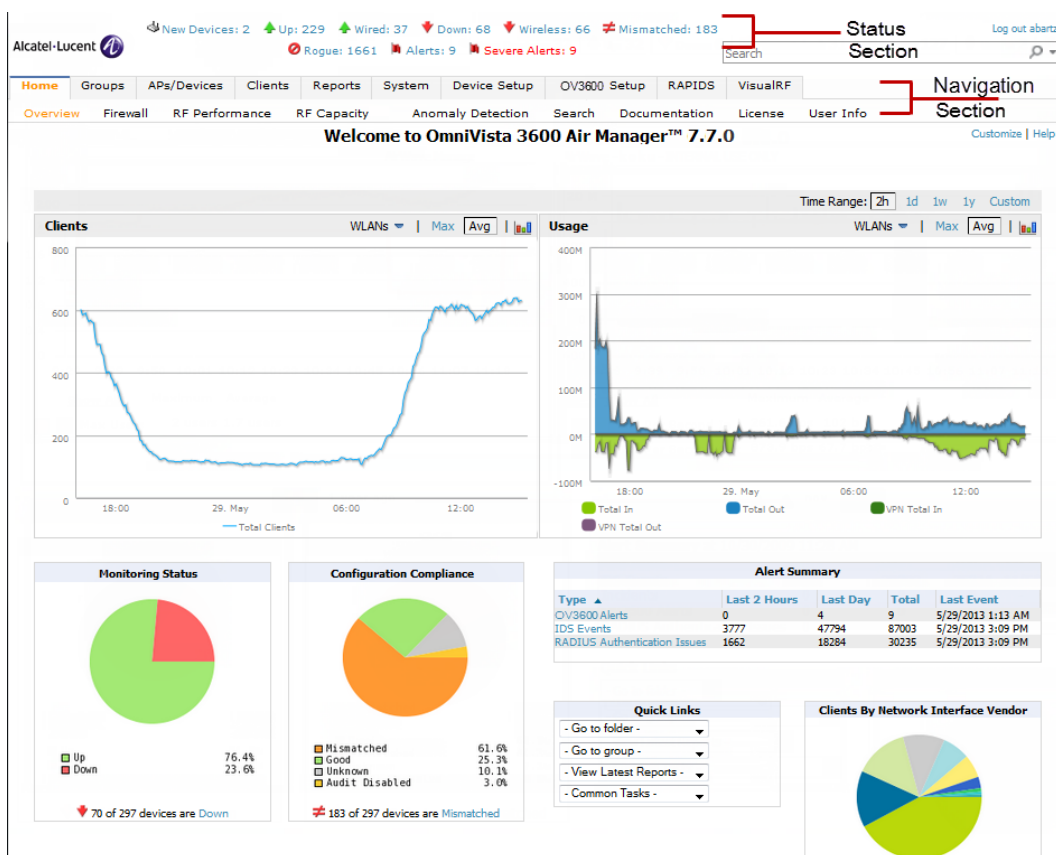 New Devices: 2 Up: 229 Wired: 37 Down: 68 Wireless: 66 Mismatched: 183
Status
Log out abartz
Alcatel-Lucent
Rogue: 1661 Alerts: 9 Severe Alerts: 9
Search
Section
Home Groups APs/Devices Clients Reports System Device Setup OV3600 Setup RAPIDS VisualRF
Navigation
Overview Firewall RF Performance RF Capacity Anomaly Detection Search Documentation License User Info
Section
Welcome to OmniVista 3600 Air Manager™ 7.7.0
Customize | Help
Time Range: 2h 1d 1w 1y Custom
Clients WLANs | Max Avg |
800
600
400
200
0
18:00 29. May 06:00 12:00
Total Clients
Usage WLANs | Max Avg |
400M
300M
200M
100M
0M
-100M
18:00 29. May 06:00 12:00
Total In Total Out VPN Total In
VPN Total Out
Monitoring Status
Up 76.4%
Down 23.6%
70 of 297 devices are Down
Configuration Compliance
Mismatched 61.6%
Good 25.3%
Unknown 10.1%
Audit Disabled 3.0%
183 of 297 devices are Mismatched
Alert Summary
Type Last 2 Hours Last Day Total Last Event
OV3600 Alerts 0 4 9 5/29/2013 1:13 AM
IDS Events 3777 47794 87003 5/29/2013 3:09 PM
RADIUS Authentication Issues 1662 18284 30235 5/29/2013 3:09 PM
Quick Links
- Go to folder -
- Go to group -
- View Latest Reports -
- Common Tasks -
Clients By Network Interface Vendor